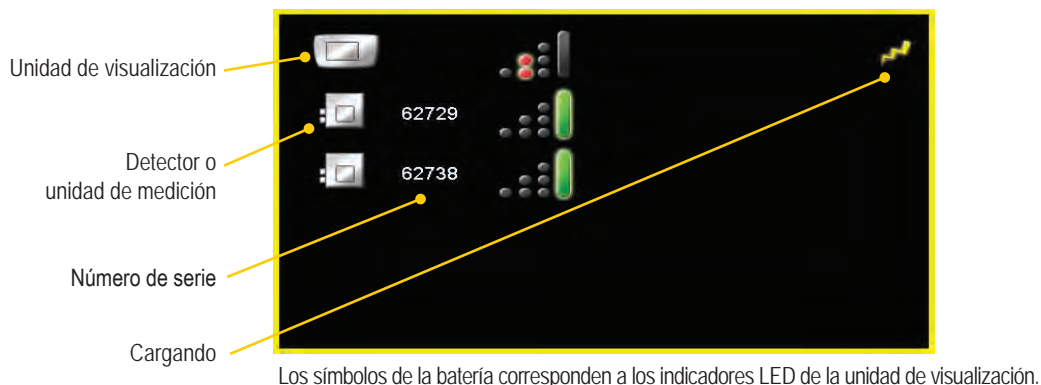 Unidad de visualización
62729
Detector o
unidad de medición
62738
Número de serie
Cargando
Los símbolos de la batería corresponden a los indicadores LED de la unidad de visualización.